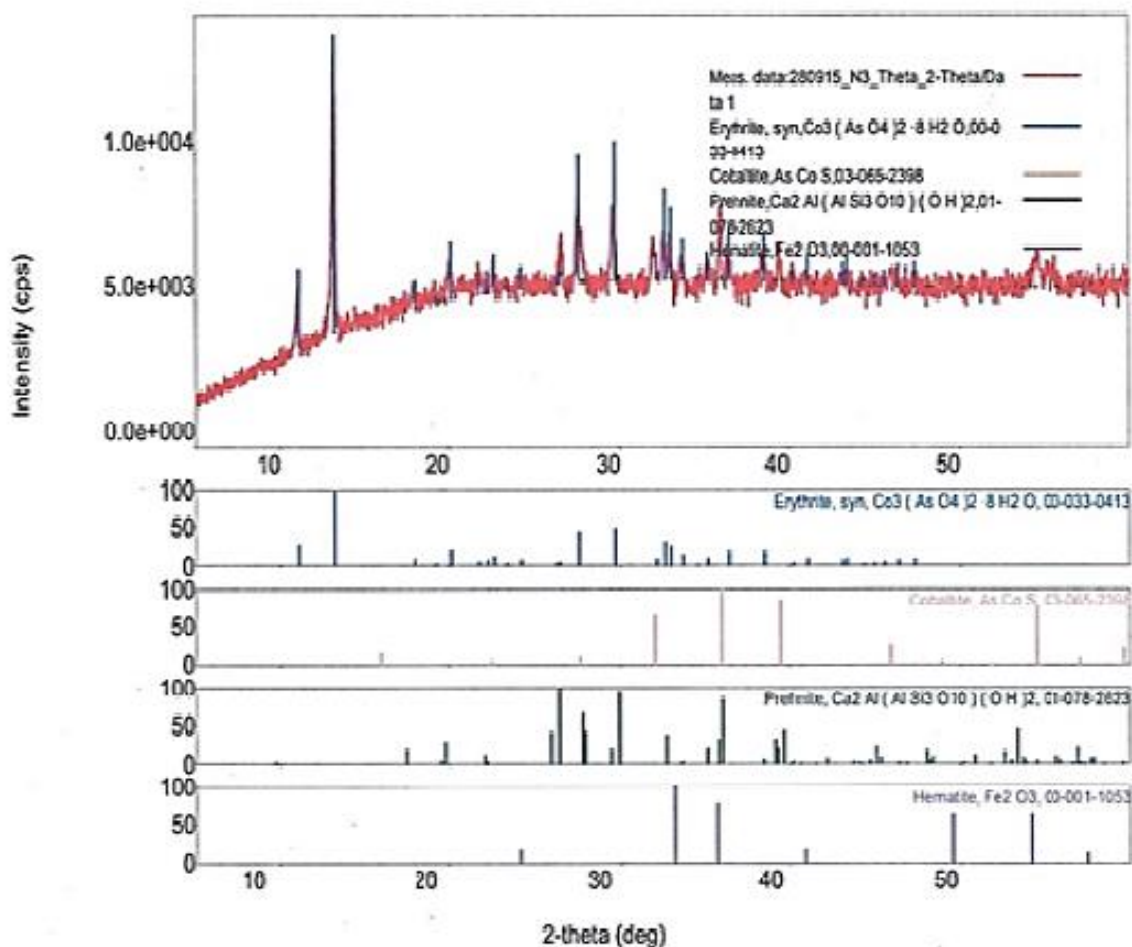 Meas. data:280915_N3_Theta_2-Theta/Da
ta 1
Erythrite, syn,Co3 ( As O4 )2 ·8 H2 O,00-0
33-0413
Cobaltite,As Co S,03-065-2398
Prehnite,Ca2 Al ( Al Si3 O10 ) ( O H )2,01-
078-2623
Hematite,Fe2 O3,00-001-1053
1.0e+004
5.0e+003
0.0e+000
Intensity (cps)
10 20 30 40 50
100
50
0
Erythrite, syn, Co3 ( As O4 )2 ·8 H2 O, 00-033-0413
100
50
0
Cobaltite, As Co S, 03-065-2398
100
50
0
Prehnite, Ca2 Al ( Al Si3 O10 ) ( O H )2, 01-078-2623
100
50
0
Hematite, Fe2 O3, 00-001-1053
10 20 30 40 50
2-theta (deg)